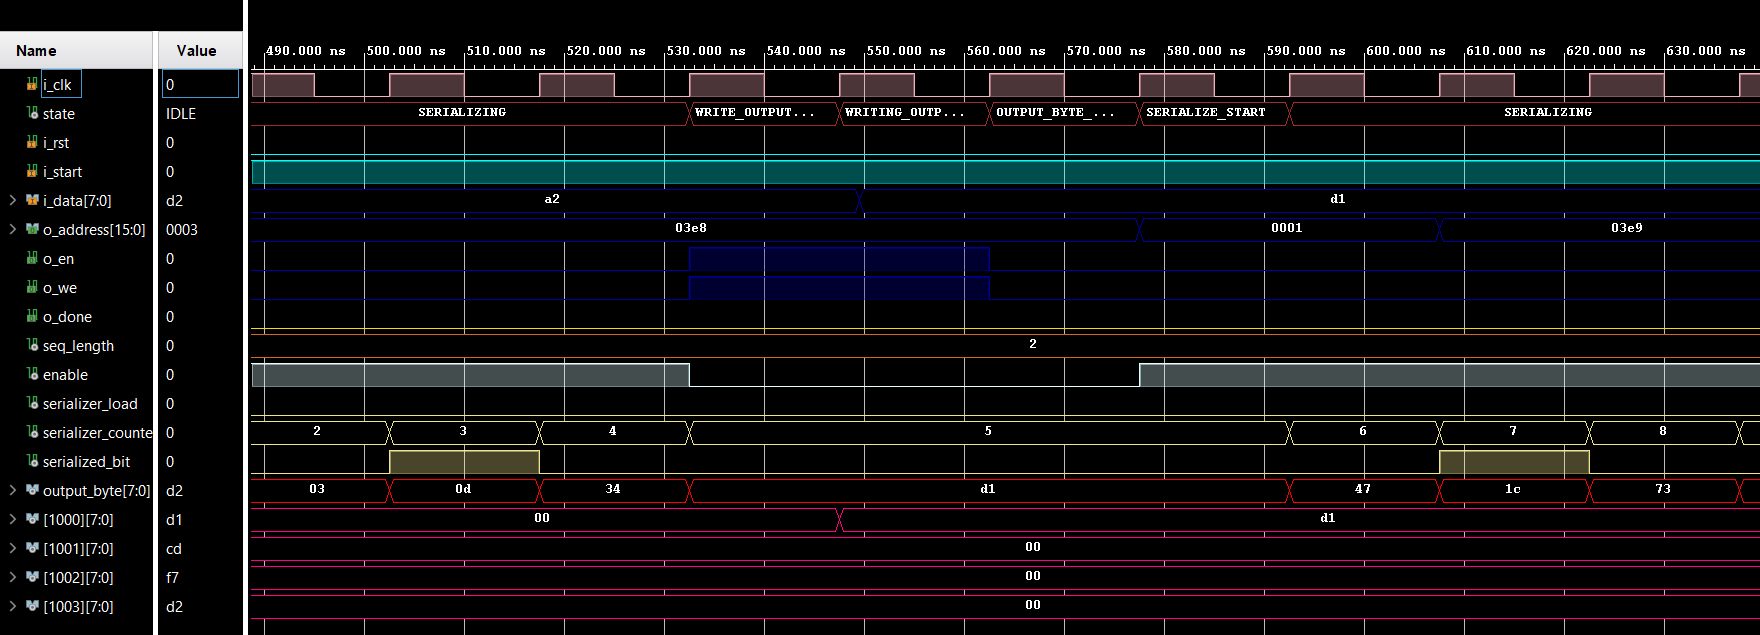 Name Value 490.000 ns 500.000 ns 510.000 ns 520.000 ns 530.000 ns 540.000 ns 550.000 ns 560.000 ns 570.000 ns 580.000 ns 590.000 ns 600.000 ns 610.000 ns 620.000 ns 630.000 ns
i_clk 0
state IDLE SERIALIZING WRITE_OUTPUT... WRITING_OUTP... OUTPUT_BYTE_... SERIALIZE_START SERIALIZING
i_rst 0
i_start 0
i_data[7:0] d2 a2 d1
o_address[15:0] 0003 03e8 0001 03e9
o_en 0
o_we 0
o_done 0
seq_length 0 2
enable 0
serializer_load 0
serializer_counte 0 2 3 4 5 6 7 8
serialized_bit 0
output_byte[7:0] d2 03 0d 34 d1 47 1c 73
[1000][7:0] d1 00 d1
[1001][7:0] cd 00
[1002][7:0] f7 00
[1003][7:0] d2 00